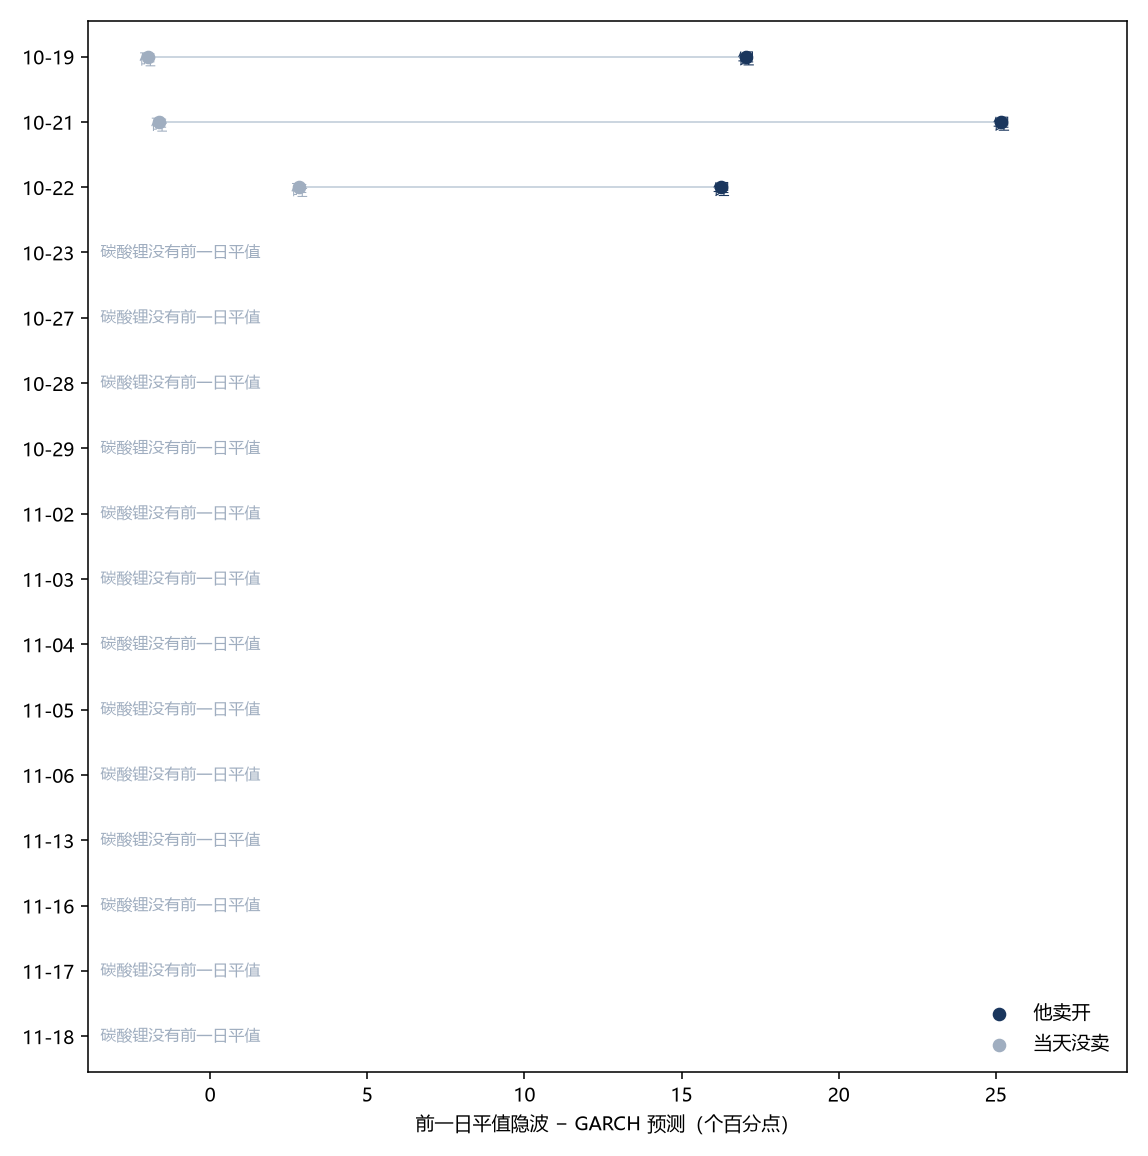 10-19
10-21
10-22
10-23 碳酸锂没有前一日平值
10-27 碳酸锂没有前一日平值
10-28 碳酸锂没有前一日平值
10-29 碳酸锂没有前一日平值
11-02 碳酸锂没有前一日平值
11-03 碳酸锂没有前一日平值
11-04 碳酸锂没有前一日平值
11-05 碳酸锂没有前一日平值
11-06 碳酸锂没有前一日平值
11-13 碳酸锂没有前一日平值
11-16 碳酸锂没有前一日平值
11-17 碳酸锂没有前一日平值
11-18 碳酸锂没有前一日平值
他卖开
当天没卖
0 5 10 15 20 25
前一日平值隐波 − GARCH 预测（个百分点）